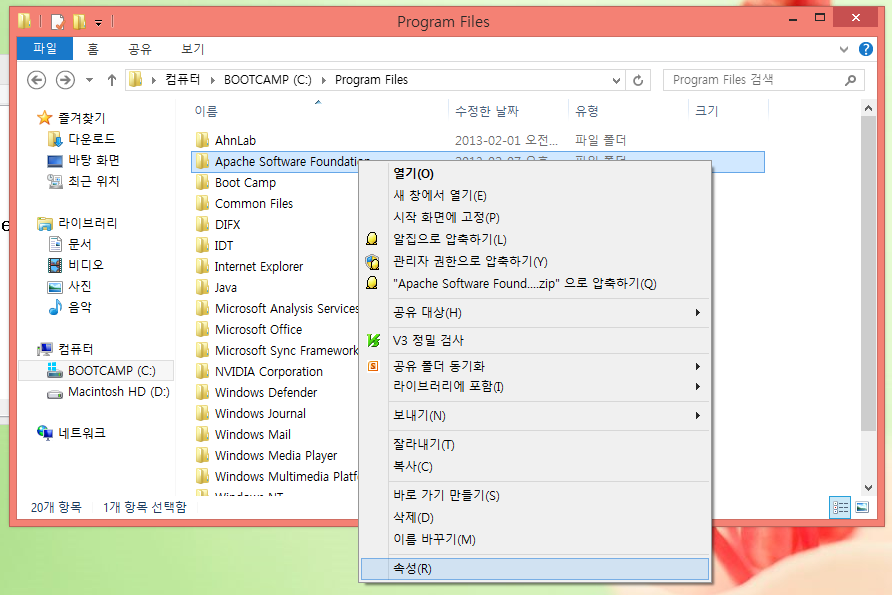 Program Files
파일 홈 공유 보기
컴퓨터 BOOTCAMP (C:) Program Files
Program Files 검색
이름 수정한 날짜 유형 크기
즐겨찾기
다운로드
바탕 화면
최근 위치
라이브러리
문서
비디오
사진
음악
컴퓨터
BOOTCAMP (C:)
Macintosh HD (D:)
네트워크
AhnLab 2013-02-01 오전... 파일 폴더
Apache Software Foundation
Boot Camp
Common Files
DIFX
IDT
Internet Explorer
Java
Microsoft Analysis Services
Microsoft Office
Microsoft Sync Framework
NVIDIA Corporation
Windows Defender
Windows Journal
Windows Mail
Windows Media Player
Windows Multimedia Platf
Windows NT
열기(O)
새 창에서 열기(E)
시작 화면에 고정(P)
알집으로 압축하기(L)
관리자 권한으로 압축하기(Y)
"Apache Software Found....zip" 으로 압축하기(Q)
공유 대상(H)
V3 정밀 검사
공유 폴더 동기화
라이브러리에 포함(I)
보내기(N)
잘라내기(T)
복사(C)
바로 가기 만들기(S)
삭제(D)
이름 바꾸기(M)
속성(R)
20개 항목 1개 항목 선택함